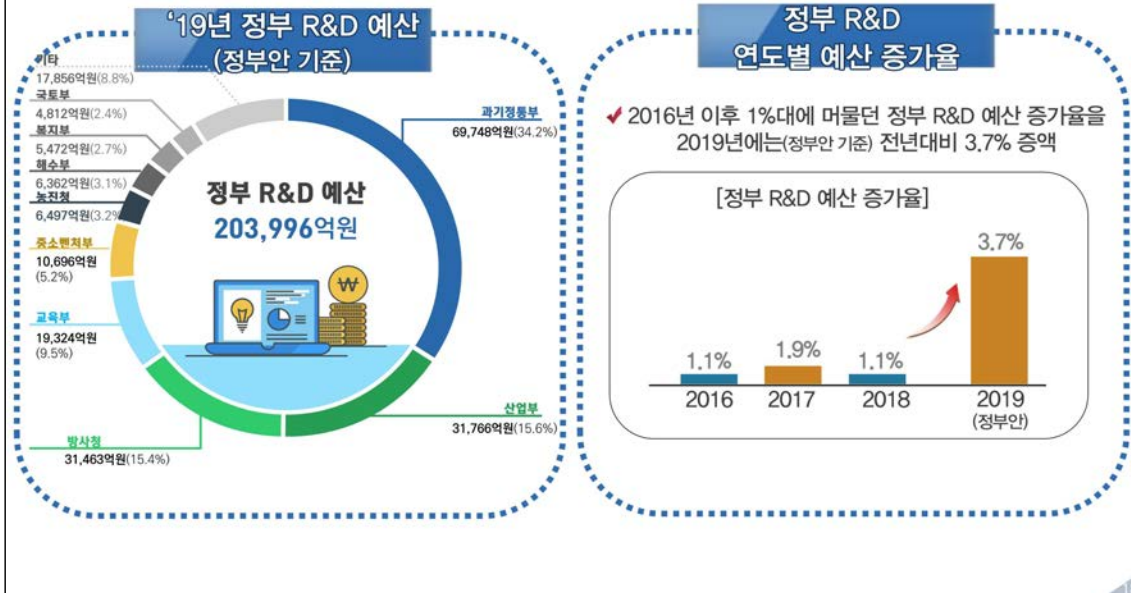 '19년 정부 R&D 예산
(정부안 기준)
기타
17,856억원(8.8%)
국토부
4,812억원(2.4%)
복지부
5,472억원(2.7%)
해수부
6,362억원(3.1%)
농진청
6,497억원(3.2%
중소벤처부
10,696억원
(5.2%)
교육부
19,324억원
(9.5%)
방사청
31,463억원(15.4%)
과기정통부
69,748억원(34.2%)
산업부
31,766억원(15.6%)
정부 R&D 예산
203,996억원
₩
정부 R&D
연도별 예산 증가율
✔ 2016년 이후 1%대에 머물던 정부 R&D 예산 증가율을
2019년에는(정부안 기준) 전년대비 3.7% 증액
[정부 R&D 예산 증가율]
3.7%
1.1% 1.9% 1.1%
2016 2017 2018 2019
(정부안)